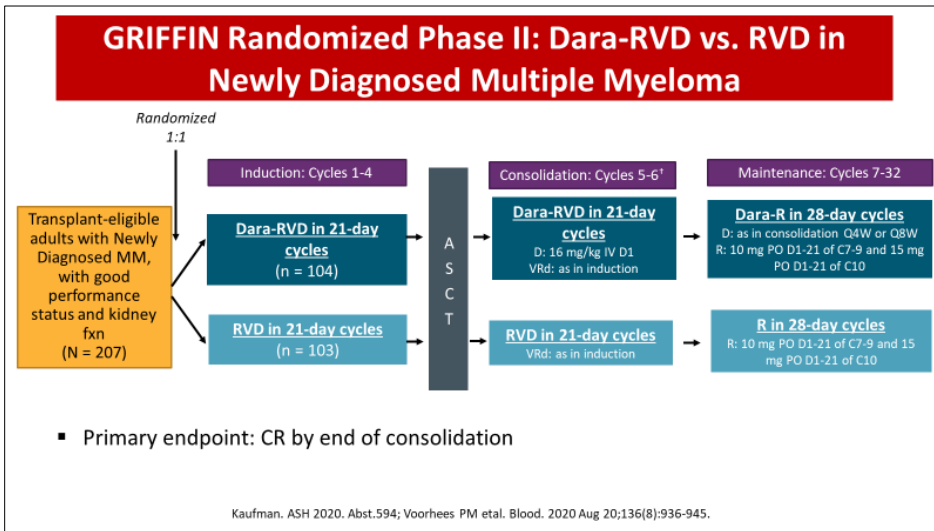 GRIFFIN Randomized Phase II: Dara-RVD vs. RVD in
Newly Diagnosed Multiple Myeloma
Randomized
1:1
Induction: Cycles 1-4
Consolidation: Cycles 5-6†
Maintenance: Cycles 7-32
Transplant-eligible
adults with Newly
Diagnosed MM,
with good
performance
status and kidney
fxn
(N = 207)
Dara-RVD in 21-day
cycles
(n = 104)
RVD in 21-day cycles
(n = 103)
A
S
C
T
Dara-RVD in 21-day
cycles
D: 16 mg/kg IV D1
VRd: as in induction
RVD in 21-day cycles
VRd: as in induction
Dara-R in 28-day cycles
D: as in consolidation Q4W or Q8W
R: 10 mg PO D1-21 of C7-9 and 15 mg
PO D1-21 of C10
R in 28-day cycles
R: 10 mg PO D1-21 of C7-9 and 15
mg PO D1-21 of C10
▪ Primary endpoint: CR by end of consolidation
Kaufman. ASH 2020. Abst.594; Voorhees PM etal. Blood. 2020 Aug 20;136(8):936-945.